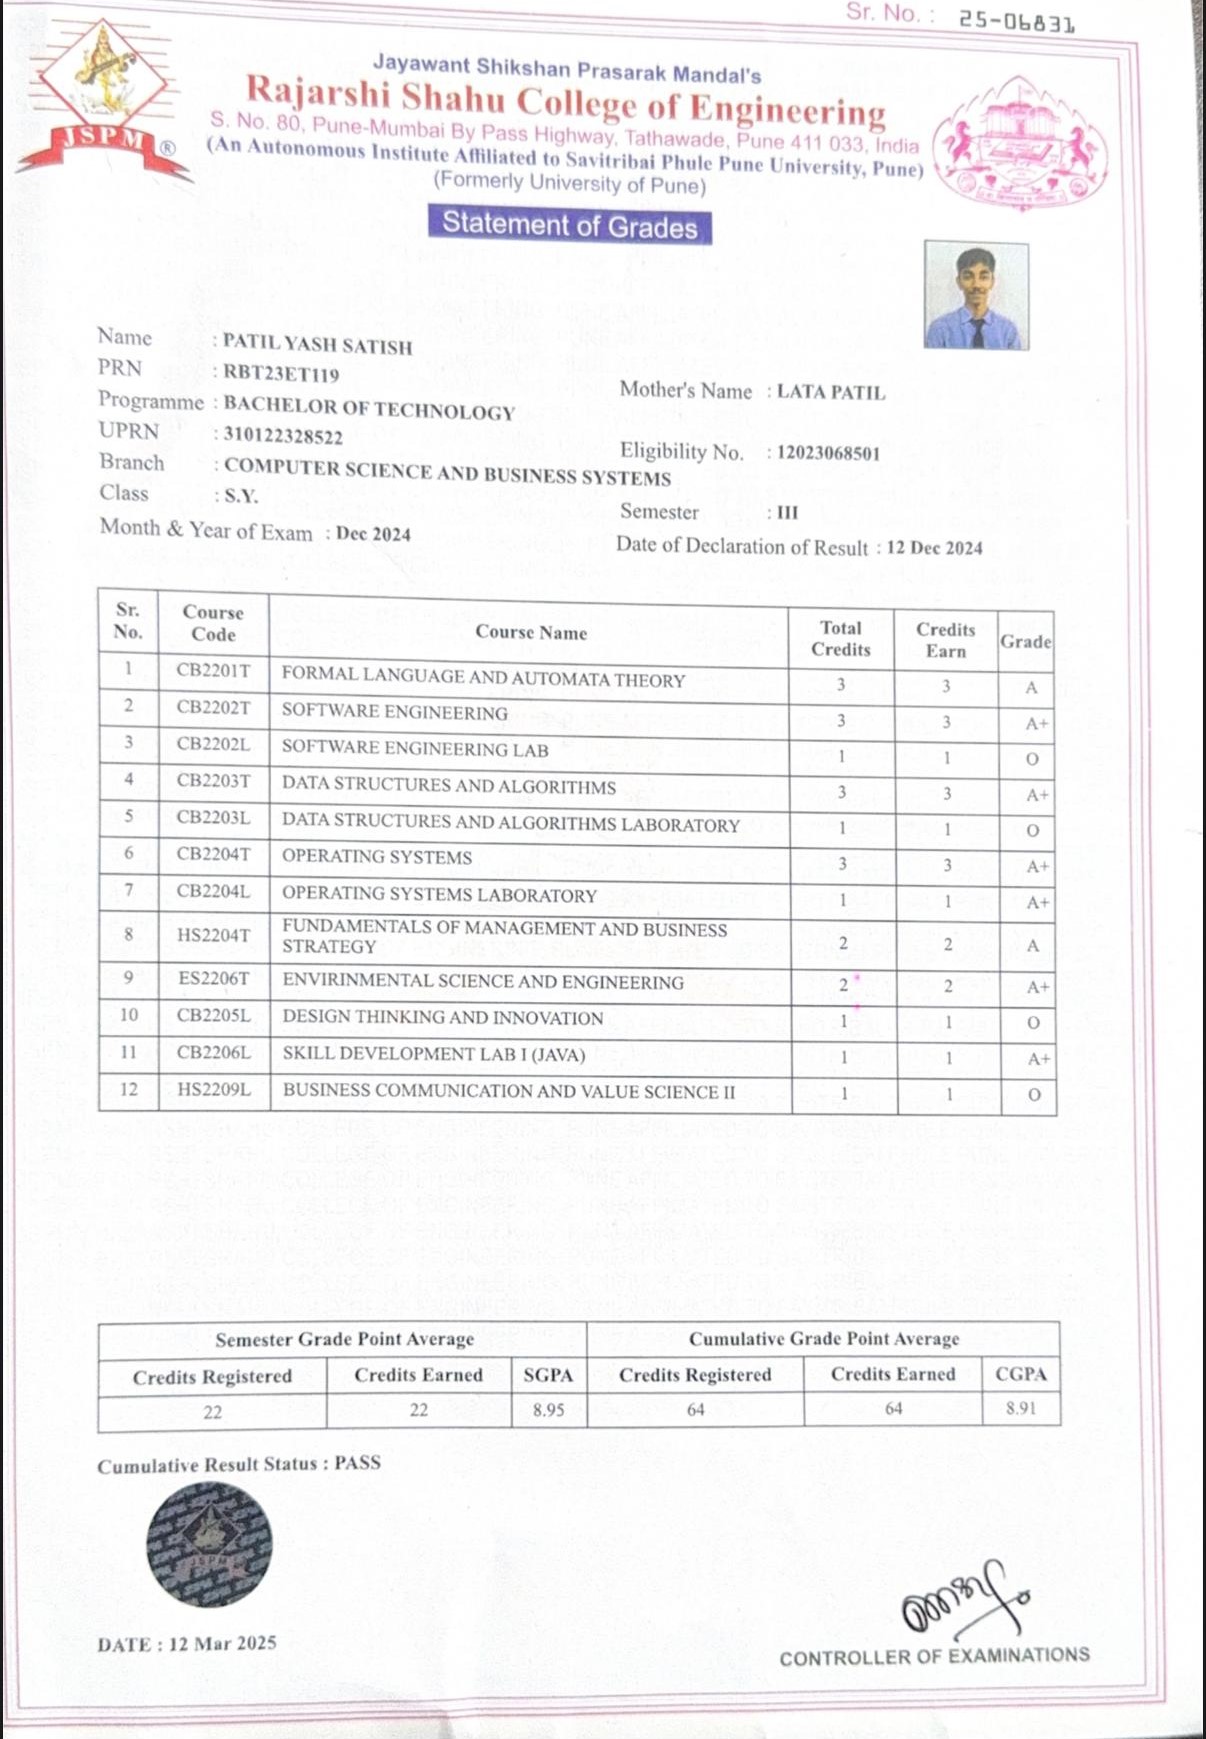 Sr. No. : 25-06831
Jayawant Shikshan Prasarak Mandal's
Rajarshi Shahu College of Engineering
S. No. 80, Pune-Mumbai By Pass Highway, Tathawade, Pune 411 033, India
(An Autonomous Institute Affiliated to Savitribai Phule Pune University, Pune)
(Formerly University of Pune)
JSPM ®
Statement of Grades
Name : PATIL YASH SATISH
PRN : RBT23ET119
Mother's Name : LATA PATIL
Programme : BACHELOR OF TECHNOLOGY
UPRN : 310122328522
Eligibility No. : 12023068501
Branch : COMPUTER SCIENCE AND BUSINESS SYSTEMS
Class : S.Y.
Semester : III
Month & Year of Exam : Dec 2024
Date of Declaration of Result : 12 Dec 2024
Sr. No. Course Code Course Name Total Credits Credits Earn Grade
1 CB2201T FORMAL LANGUAGE AND AUTOMATA THEORY 3 3 A
2 CB2202T SOFTWARE ENGINEERING 3 3 A+
3 CB2202L SOFTWARE ENGINEERING LAB 1 1 O
4 CB2203T DATA STRUCTURES AND ALGORITHMS 3 3 A+
5 CB2203L DATA STRUCTURES AND ALGORITHMS LABORATORY 1 1 O
6 CB2204T OPERATING SYSTEMS 3 3 A+
7 CB2204L OPERATING SYSTEMS LABORATORY 1 1 A+
8 HS2204T FUNDAMENTALS OF MANAGEMENT AND BUSINESS STRATEGY 2 2 A
9 ES2206T ENVIRINMENTAL SCIENCE AND ENGINEERING 2 2 A+
10 CB2205L DESIGN THINKING AND INNOVATION 1 1 O
11 CB2206L SKILL DEVELOPMENT LAB I (JAVA) 1 1 A+
12 HS2209L BUSINESS COMMUNICATION AND VALUE SCIENCE II 1 1 O
Semester Grade Point Average Cumulative Grade Point Average
Credits Registered Credits Earned SGPA Credits Registered Credits Earned CGPA
22 22 8.95 64 64 8.91
Cumulative Result Status : PASS
JSPM
DATE : 12 Mar 2025
CONTROLLER OF EXAMINATIONS